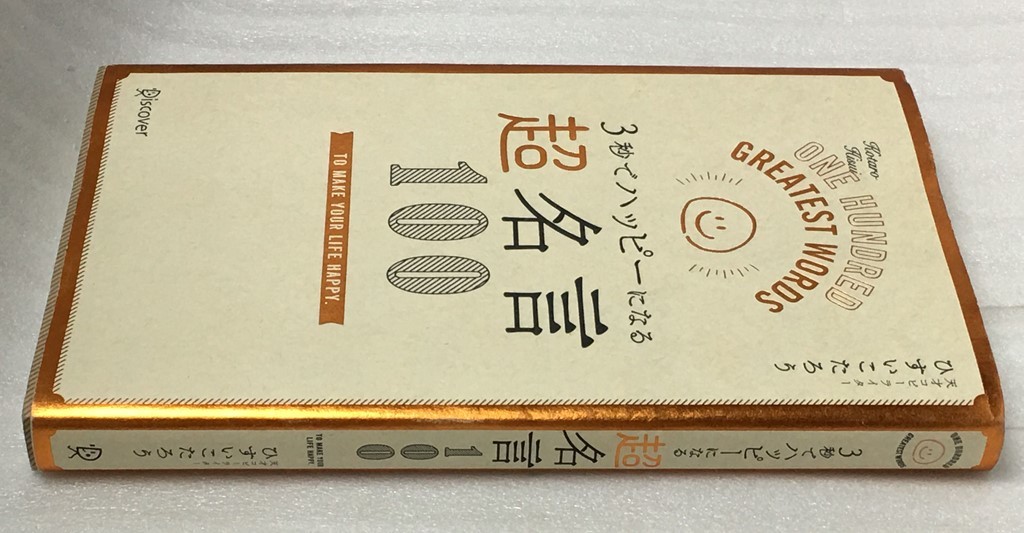 Kotaro
Hisui
ONE HUNDRED
GREATEST WORDS
3秒でハッピーになる
超名言
100
TO MAKE YOUR LIFE HAPPY.
天才コピーライター
ひすいこたろう
Discover
ONE HUNDRED
GREATEST WORDS
3秒でハッピーになる
超名言100
TO MAKE YOUR
LIFE HAPPY.
天才コピーライター
ひすいこたろう